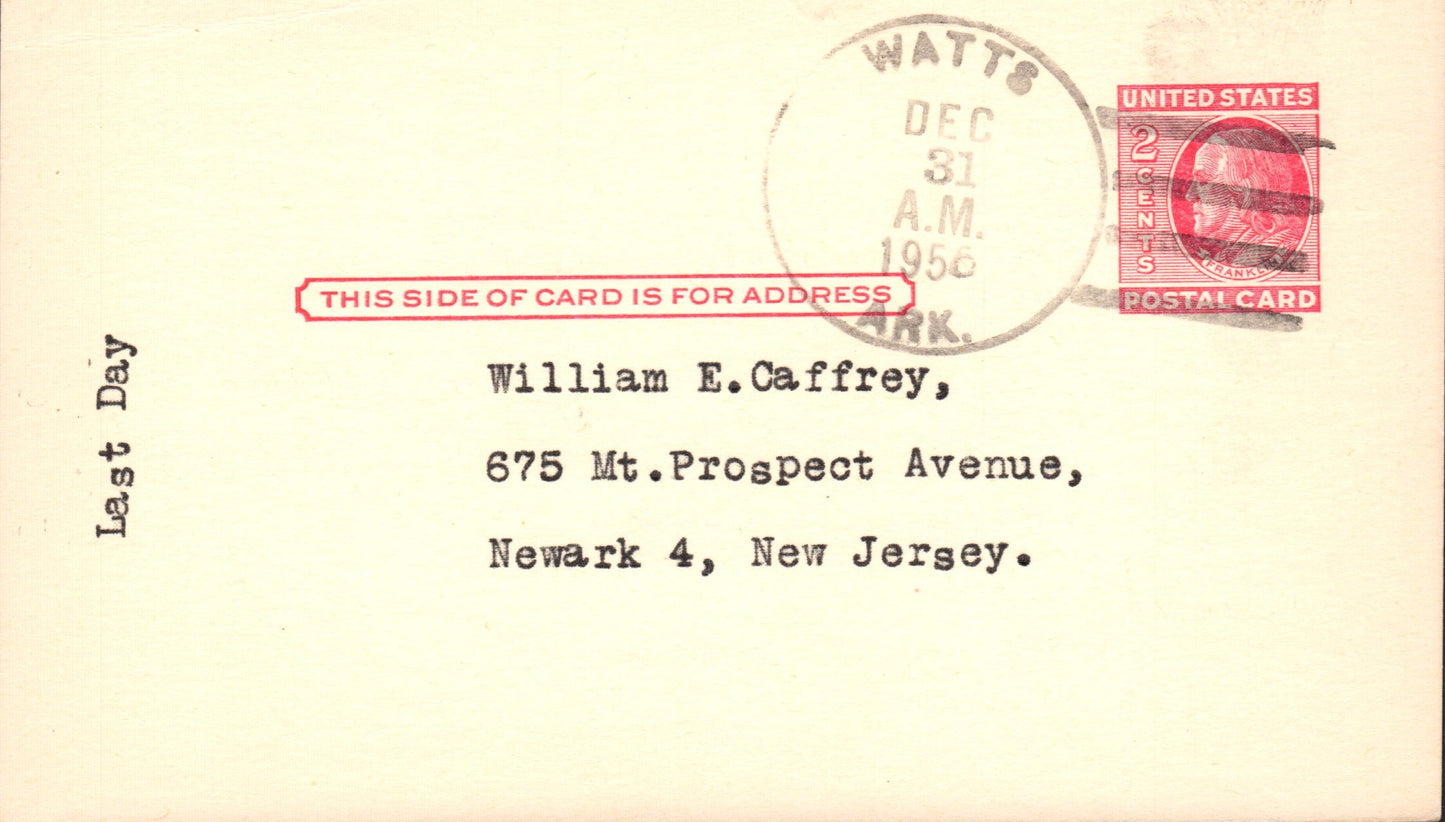 WATTS
DEC
31
A.M.
1956
ARK.
UNITED STATES
2
CENTS
POSTAL CARD
THIS SIDE OF CARD IS FOR ADDRESS
William E.Caffrey,
675 Mt.Prospect Avenue,
Newark 4, New Jersey.
Last Day